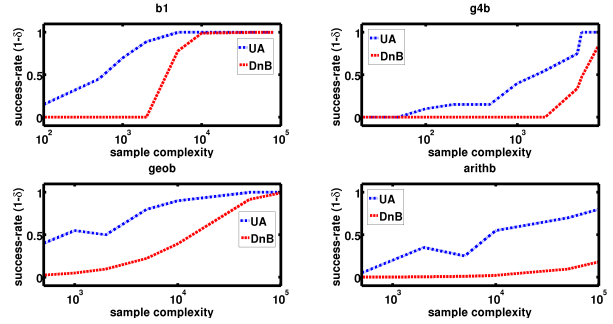 b1
success-rate (1-δ)
1
0.5
0
UA
DnB
10^2
10^3
10^4
10^5
sample complexity
g4b
success-rate (1-δ)
1
0.5
0
UA
DnB
10^2
10^3
sample complexity
geob
success-rate (1-δ)
1
0.5
0
UA
DnB
10^3
10^4
10^5
sample complexity
arithb
success-rate (1-δ)
1
0.5
0
UA
DnB
10^3
10^4
10^5
sample complexity